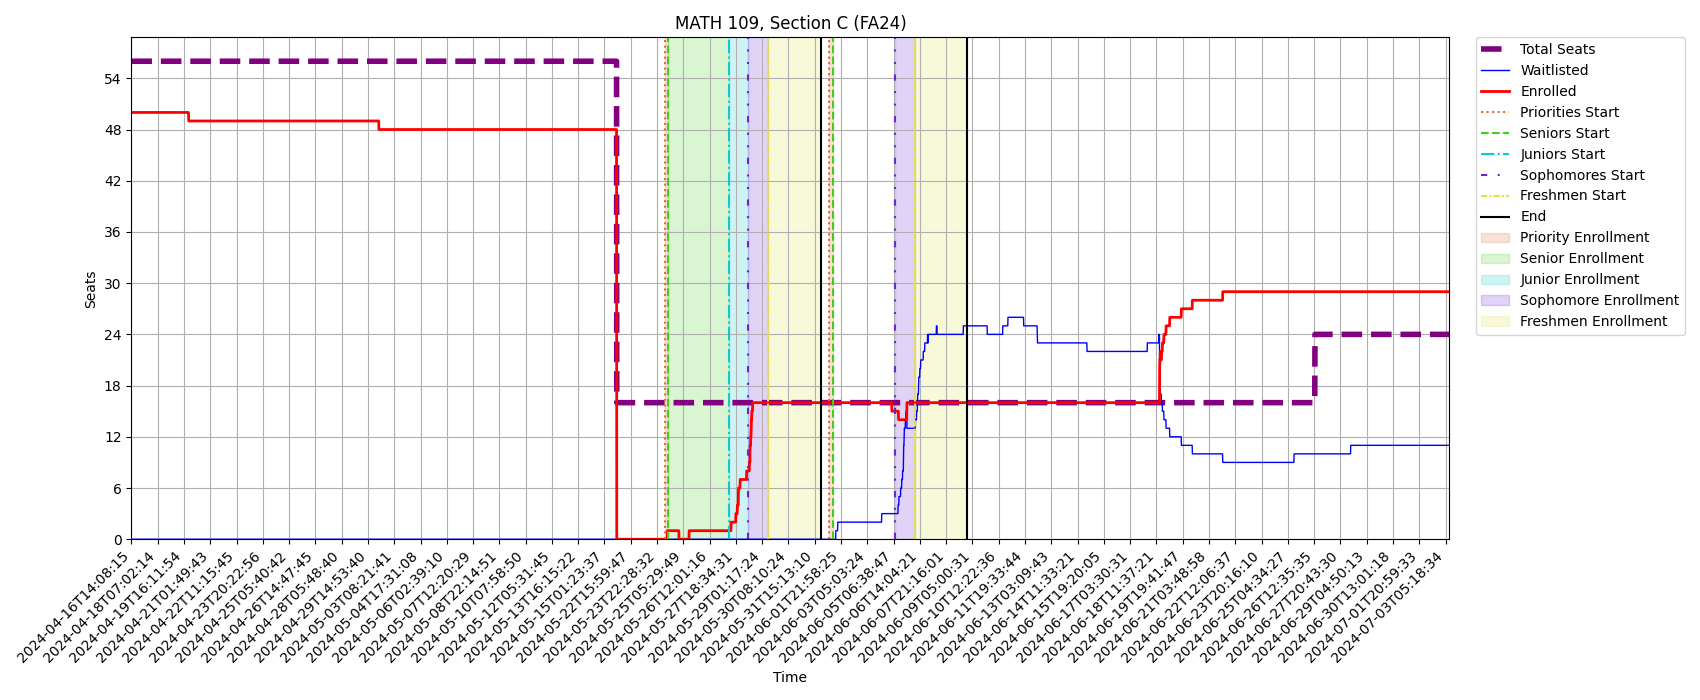 MATH 109, Section C (FA24)
Total Seats
Waitlisted
Enrolled
Priorities Start
Seniors Start
Juniors Start
Sophomores Start
Freshmen Start
End
Priority Enrollment
Senior Enrollment
Junior Enrollment
Sophomore Enrollment
Freshmen Enrollment
Seats
54
48
42
36
30
24
18
12
6
0
2024-04-16T14:08:15
2024-04-18T07:02:14
2024-04-19T16:11:54
2024-04-21T01:49:43
2024-04-22T11:15:45
2024-04-23T20:22:56
2024-04-25T05:40:42
2024-04-26T14:47:45
2024-04-28T05:48:40
2024-04-29T14:53:40
2024-05-03T08:21:41
2024-05-04T17:31:08
2024-05-06T02:39:10
2024-05-07T12:20:29
2024-05-08T22:14:51
2024-05-10T07:58:50
2024-05-12T05:31:45
2024-05-13T16:15:22
2024-05-15T01:23:37
2024-05-22T15:59:47
2024-05-23T22:28:32
2024-05-25T05:29:49
2024-05-26T12:01:16
2024-05-27T18:34:31
2024-05-29T01:17:24
2024-05-30T08:10:24
2024-05-31T15:13:10
2024-06-01T21:58:25
2024-06-03T05:03:24
2024-06-05T06:38:47
2024-06-06T14:04:21
2024-06-07T21:16:01
2024-06-09T05:00:31
2024-06-10T12:22:36
2024-06-11T19:33:44
2024-06-13T03:09:43
2024-06-14T11:33:21
2024-06-15T19:20:05
2024-06-17T03:30:31
2024-06-18T11:37:21
2024-06-19T19:41:47
2024-06-21T03:48:58
2024-06-22T12:06:37
2024-06-23T20:16:10
2024-06-25T04:34:27
2024-06-26T12:35:35
2024-06-27T20:43:30
2024-06-29T04:50:13
2024-06-30T13:01:18
2024-07-01T20:59:33
2024-07-03T05:18:34
Time